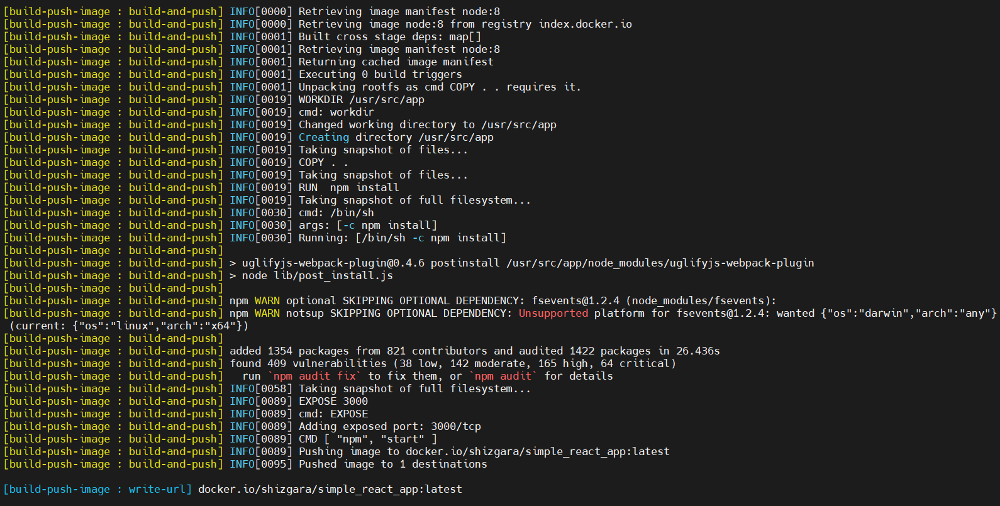 [build-push-image : build-and-push] INFO[0000] Retrieving image manifest node:8
[build-push-image : build-and-push] INFO[0000] Retrieving image node:8 from registry index.docker.io
[build-push-image : build-and-push] INFO[0001] Built cross stage deps: map[]
[build-push-image : build-and-push] INFO[0001] Retrieving image manifest node:8
[build-push-image : build-and-push] INFO[0001] Returning cached image manifest
[build-push-image : build-and-push] INFO[0001] Executing 0 build triggers
[build-push-image : build-and-push] INFO[0001] Unpacking rootfs as cmd COPY . . requires it.
[build-push-image : build-and-push] INFO[0019] WORKDIR /usr/src/app
[build-push-image : build-and-push] INFO[0019] cmd: workdir
[build-push-image : build-and-push] INFO[0019] Changed working directory to /usr/src/app
[build-push-image : build-and-push] INFO[0019] Creating directory /usr/src/app
[build-push-image : build-and-push] INFO[0019] Taking snapshot of files...
[build-push-image : build-and-push] INFO[0019] COPY . .
[build-push-image : build-and-push] INFO[0019] Taking snapshot of files...
[build-push-image : build-and-push] INFO[0019] RUN  npm install
[build-push-image : build-and-push] INFO[0019] Taking snapshot of full filesystem...
[build-push-image : build-and-push] INFO[0030] cmd: /bin/sh
[build-push-image : build-and-push] INFO[0030] args: [-c npm install]
[build-push-image : build-and-push] INFO[0030] Running: [/bin/sh -c npm install]
[build-push-image : build-and-push]
[build-push-image : build-and-push] > uglifyjs-webpack-plugin@0.4.6 postinstall /usr/src/app/node_modules/uglifyjs-webpack-plugin
[build-push-image : build-and-push] > node lib/post_install.js
[build-push-image : build-and-push]
[build-push-image : build-and-push] npm WARN optional SKIPPING OPTIONAL DEPENDENCY: fsevents@1.2.4 (node_modules/fsevents):
[build-push-image : build-and-push] npm WARN notsup SKIPPING OPTIONAL DEPENDENCY: Unsupported platform for fsevents@1.2.4: wanted {"os":"darwin","arch":"any"}
(current: {"os":"linux","arch":"x64"})
[build-push-image : build-and-push]
[build-push-image : build-and-push] added 1354 packages from 821 contributors and audited 1422 packages in 26.436s
[build-push-image : build-and-push] found 409 vulnerabilities (38 low, 142 moderate, 165 high, 64 critical)
[build-push-image : build-and-push]   run `npm audit fix` to fix them, or `npm audit` for details
[build-push-image : build-and-push] INFO[0058] Taking snapshot of full filesystem...
[build-push-image : build-and-push] INFO[0089] EXPOSE 3000
[build-push-image : build-and-push] INFO[0089] cmd: EXPOSE
[build-push-image : build-and-push] INFO[0089] Adding exposed port: 3000/tcp
[build-push-image : build-and-push] INFO[0089] CMD [ "npm", "start" ]
[build-push-image : build-and-push] INFO[0089] Pushing image to docker.io/shizgara/simple_react_app:latest
[build-push-image : build-and-push] INFO[0095] Pushed image to 1 destinations
[build-push-image : write-url] docker.io/shizgara/simple_react_app:latest